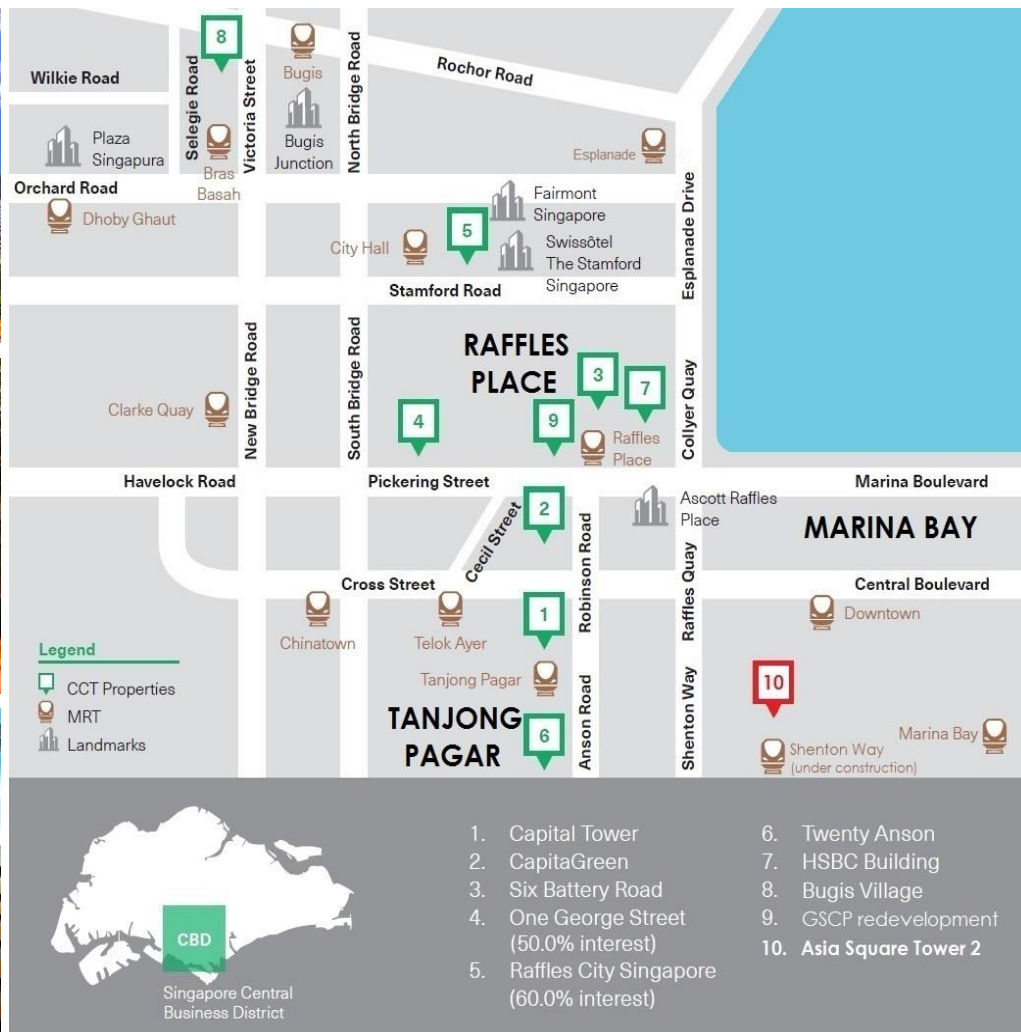 8
Bugis
Rochor Road
Wilkie Road
Selegie Road
Victoria Street
North Bridge Road
Plaza
Singapura
Bras
Basah
Bugis
Junction
Esplanade
Orchard Road
Dhoby Ghaut
Fairmont
Singapore
Esplanade Drive
City Hall
5
Swissôtel
The Stamford
Singapore
Stamford Road
RAFFLES
PLACE
New Bridge Road
South Bridge Road
Collyer Quay
3
7
Clarke Quay
4
9
Raffles
Place
Havelock Road
Pickering Street
Marina Boulevard
2
Ascott Raffles
Place
MARINA BAY
Cecil Street
Robinson Road
Raffles Quay
Cross Street
Central Boulevard
Chinatown
Telok Ayer
1
Downtown
Legend
CCT Properties
MRT
Landmarks
Tanjong Pagar
10
TANJONG
PAGAR
6
Anson Road
Shenton Way
Marina Bay
Shenton Way
(under construction)
CBD
Singapore Central
Business District
1. Capital Tower
2. CapitaGreen
3. Six Battery Road
4. One George Street
(50.0% interest)
5. Raffles City Singapore
(60.0% interest)
6. Twenty Anson
7. HSBC Building
8. Bugis Village
9. GSCP redevelopment
10. Asia Square Tower 2